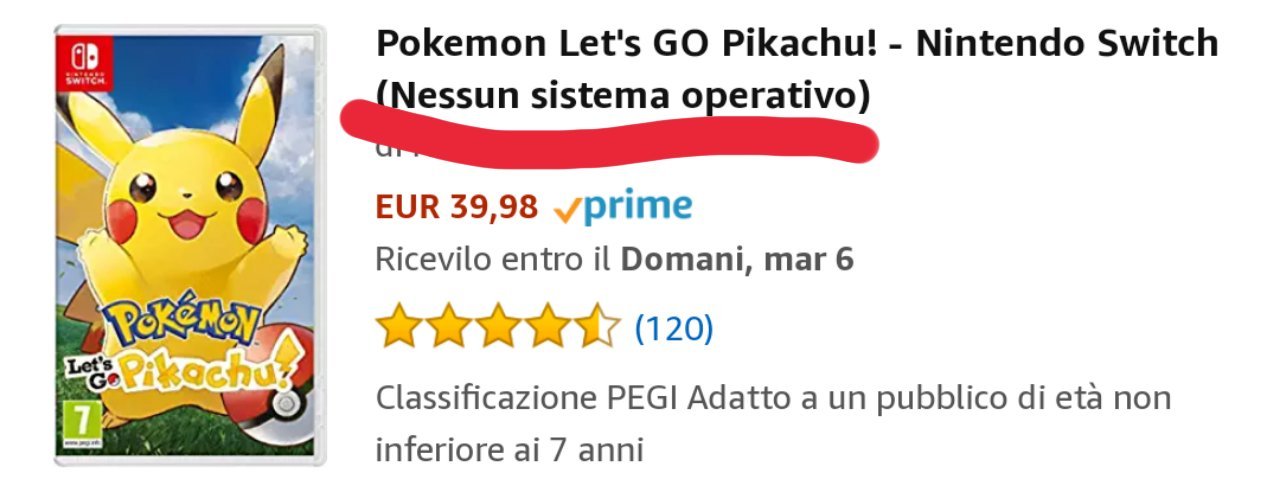 NINTENDO
SWITCH.
Pokemon Let's GO Pikachu! - Nintendo Switch
(Nessun sistema operativo)
EUR 39,98 prime
Ricevilo entro il Domani, mar 6
(120)
POKéMON
Let's
Go Pikachu!
7
www.pegi.info
Classificazione PEGI Adatto a un pubblico di età non
inferiore ai 7 anni